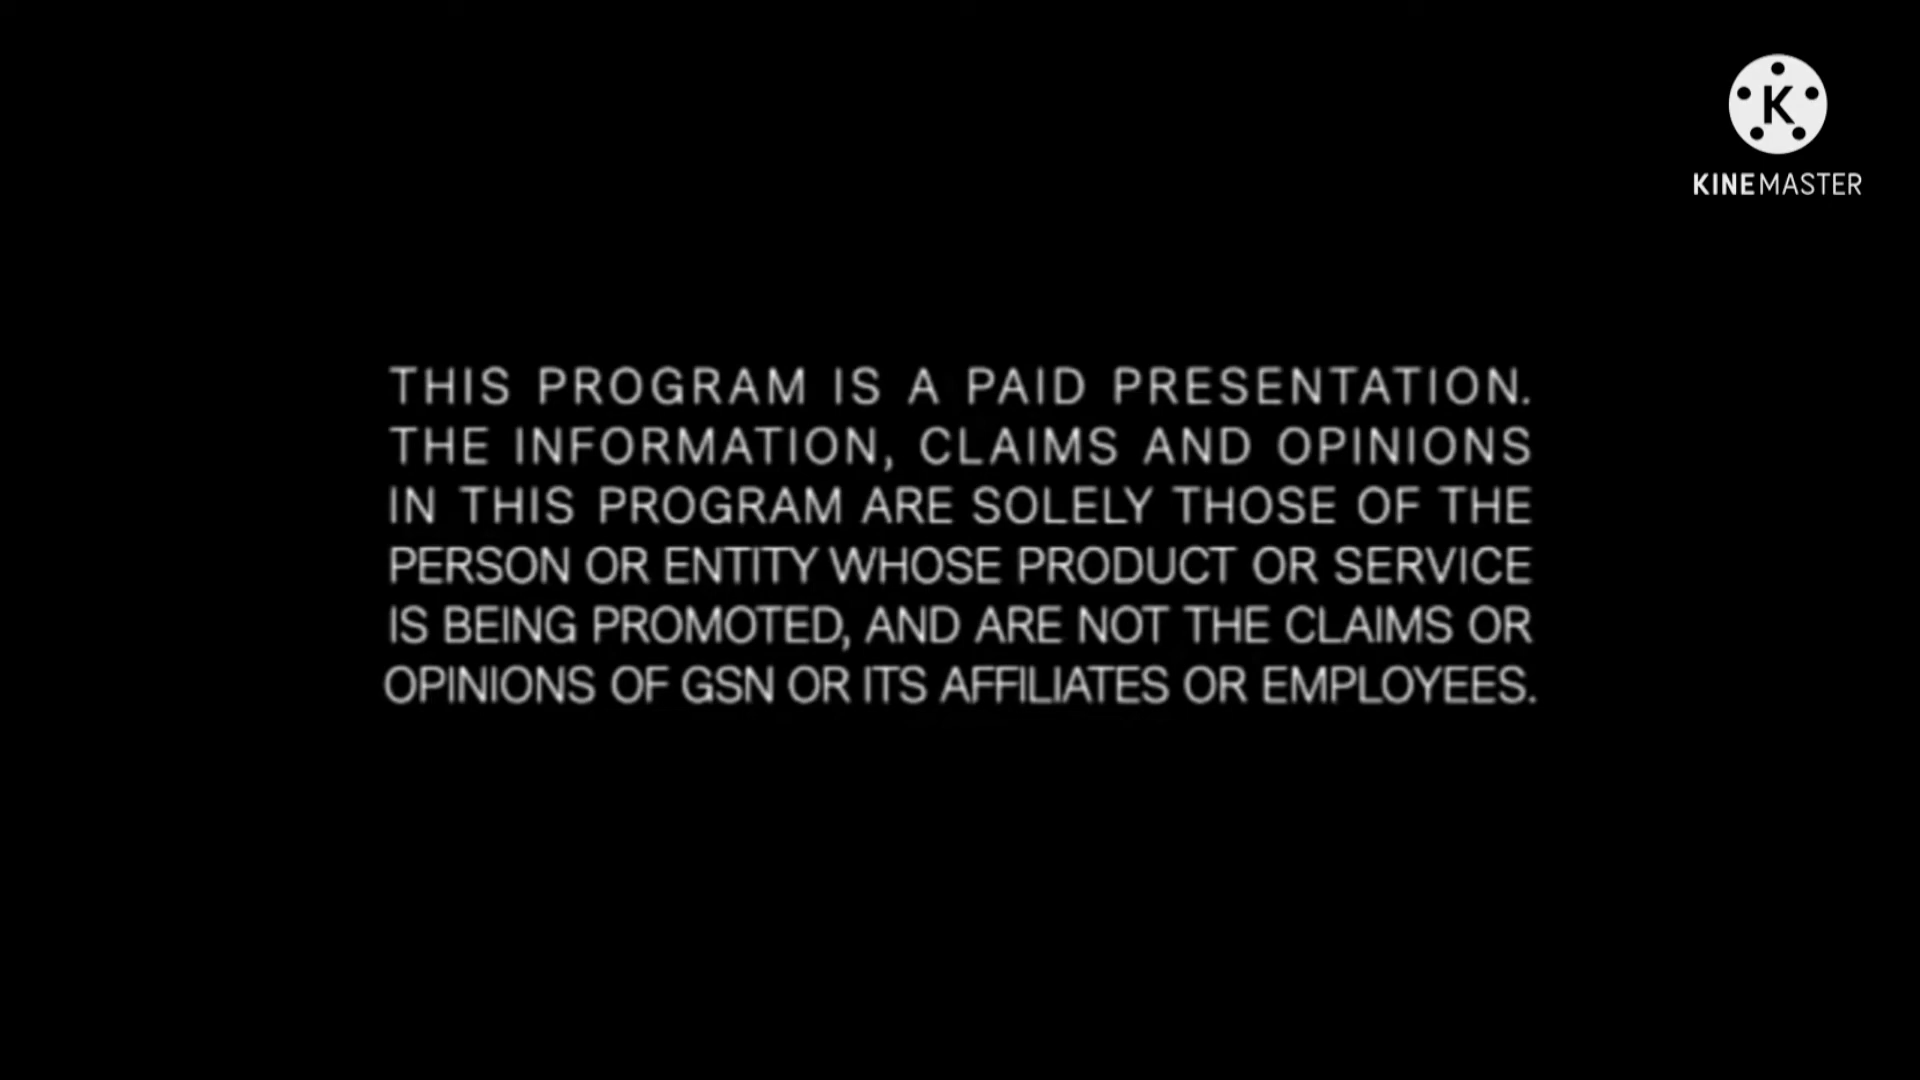 K
KINEMASTER
THIS PROGRAM IS A PAID PRESENTATION.
THE INFORMATION, CLAIMS AND OPINIONS
IN THIS PROGRAM ARE SOLELY THOSE OF THE
PERSON OR ENTITY WHOSE PRODUCT OR SERVICE
IS BEING PROMOTED, AND ARE NOT THE CLAIMS OR
OPINIONS OF GSN OR ITS AFFILIATES OR EMPLOYEES.